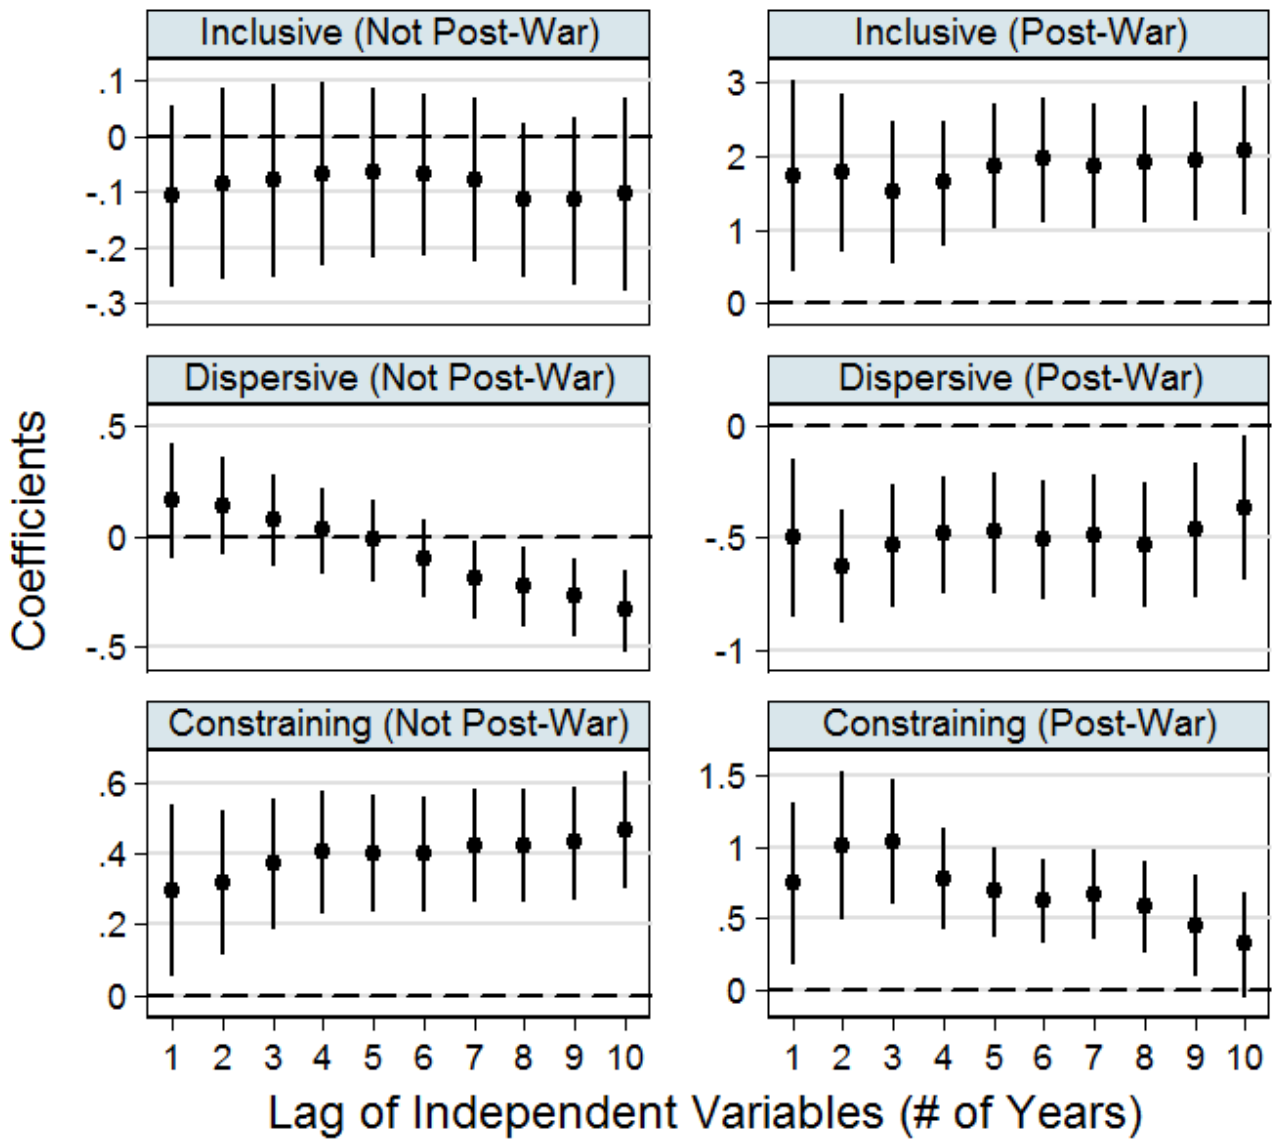 Inclusive (Not Post-War)
.1
0
-.1
-.2
-.3
Inclusive (Post-War)
3
2
1
0
Dispersive (Not Post-War)
.5
0
-.5
Dispersive (Post-War)
0
-.5
-1
Constraining (Not Post-War)
.6
.4
.2
0
1 2 3 4 5 6 7 8 9 10
Constraining (Post-War)
1.5
1
.5
0
1 2 3 4 5 6 7 8 9 10
Coefficients
Lag of Independent Variables (# of Years)